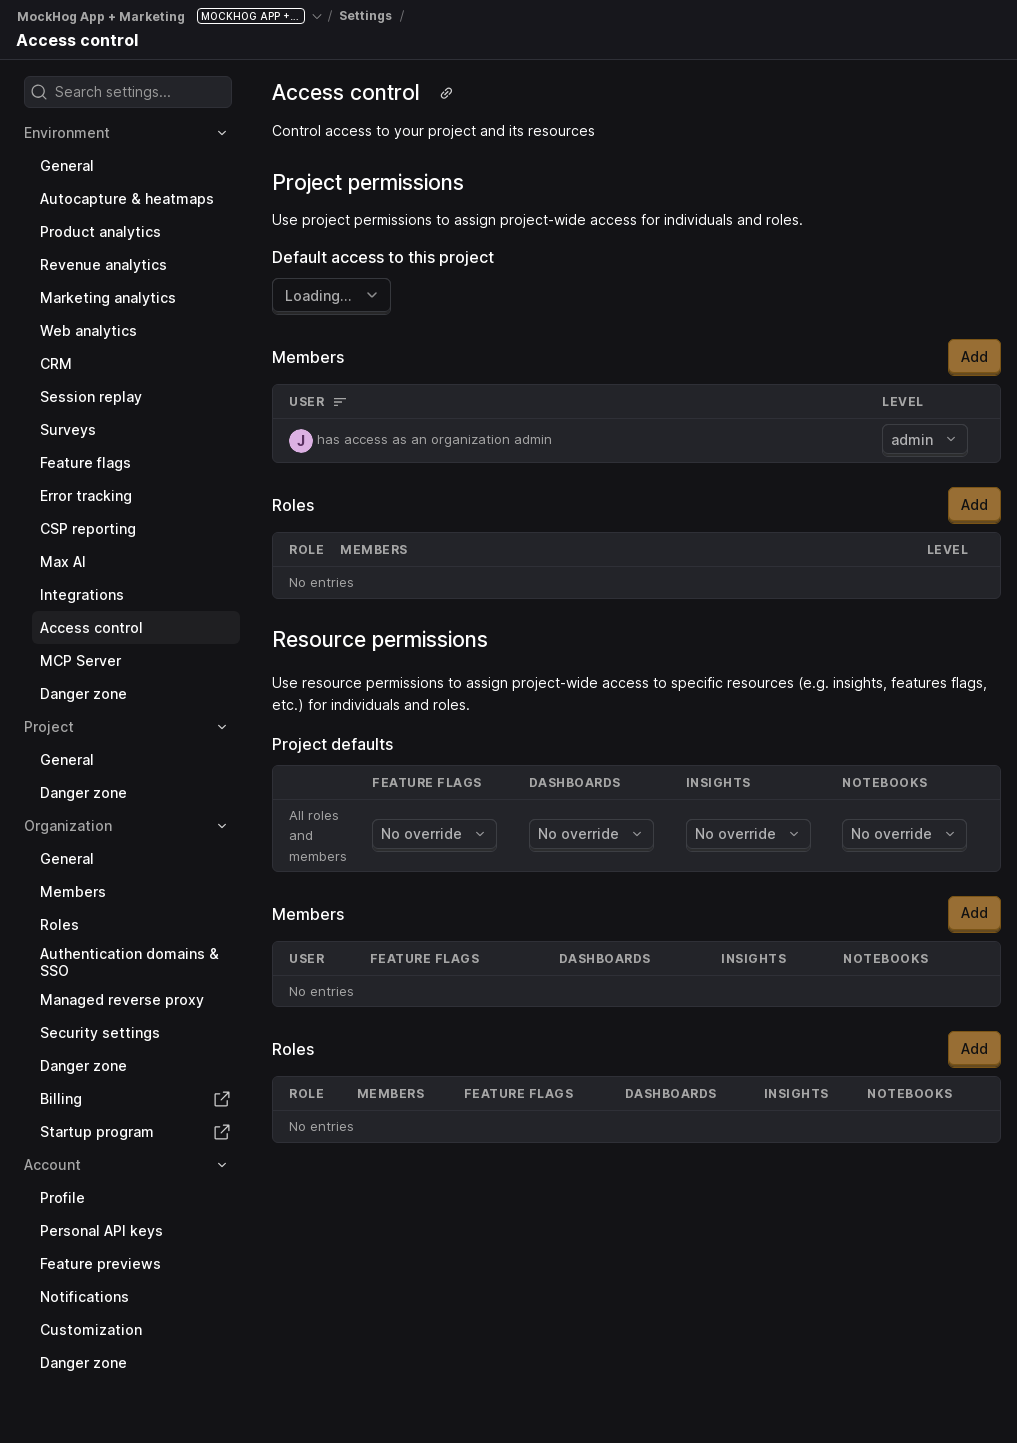 MockHog App + Marketing MOCKHOG APP +... / Settings /
Access control
Search settings...
Environment
General
Autocapture & heatmaps
Product analytics
Revenue analytics
Marketing analytics
Web analytics
CRM
Session replay
Surveys
Feature flags
Error tracking
CSP reporting
Max AI
Integrations
Access control
MCP Server
Danger zone
Project
General
Danger zone
Organization
General
Members
Roles
Authentication domains &
SSO
Managed reverse proxy
Security settings
Danger zone
Billing
Startup program
Account
Profile
Personal API keys
Feature previews
Notifications
Customization
Danger zone
Access control
Control access to your project and its resources
Project permissions
Use project permissions to assign project-wide access for individuals and roles.
Default access to this project
Loading...
Members Add
USER LEVEL
J has access as an organization admin admin
Roles Add
ROLE MEMBERS LEVEL
No entries
Resource permissions
Use resource permissions to assign project-wide access to specific resources (e.g. insights, features flags,
etc.) for individuals and roles.
Project defaults
FEATURE FLAGS DASHBOARDS INSIGHTS NOTEBOOKS
All roles
and
members
No override No override No override No override
Members Add
USER FEATURE FLAGS DASHBOARDS INSIGHTS NOTEBOOKS
No entries
Roles Add
ROLE MEMBERS FEATURE FLAGS DASHBOARDS INSIGHTS NOTEBOOKS
No entries